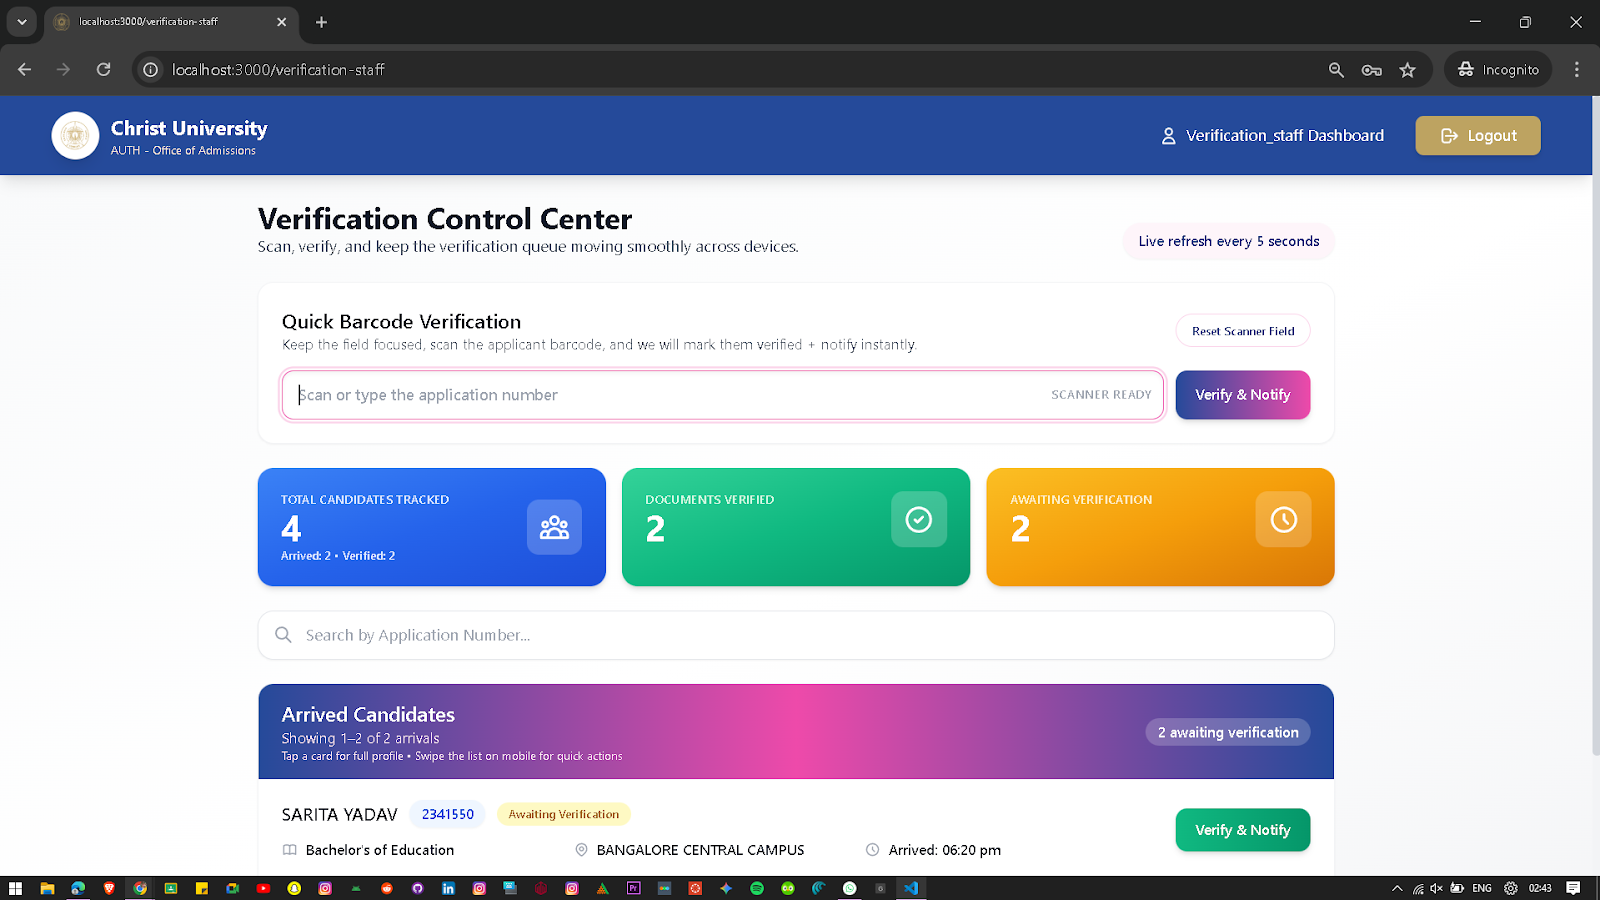 localhost:3000/verification-staff
localhost:3000/verification-staff
Incognito
Christ University
AUTH - Office of Admissions
Verification_staff Dashboard
Logout
Verification Control Center
Scan, verify, and keep the verification queue moving smoothly across devices.
Live refresh every 5 seconds
Quick Barcode Verification
Keep the field focused, scan the applicant barcode, and we will mark them verified + notify instantly.
Reset Scanner Field
Scan or type the application number
SCANNER READY
Verify & Notify
TOTAL CANDIDATES TRACKED
4
Arrived: 2 • Verified: 2
DOCUMENTS VERIFIED
2
AWAITING VERIFICATION
2
Search by Application Number...
Arrived Candidates
Showing 1–2 of 2 arrivals
Tap a card for full profile • Swipe the list on mobile for quick actions
2 awaiting verification
SARITA YADAV
2341550
Awaiting Verification
Bachelor's of Education
BANGALORE CENTRAL CAMPUS
Arrived: 06:20 pm
Verify & Notify
Pr
ENG
02:43